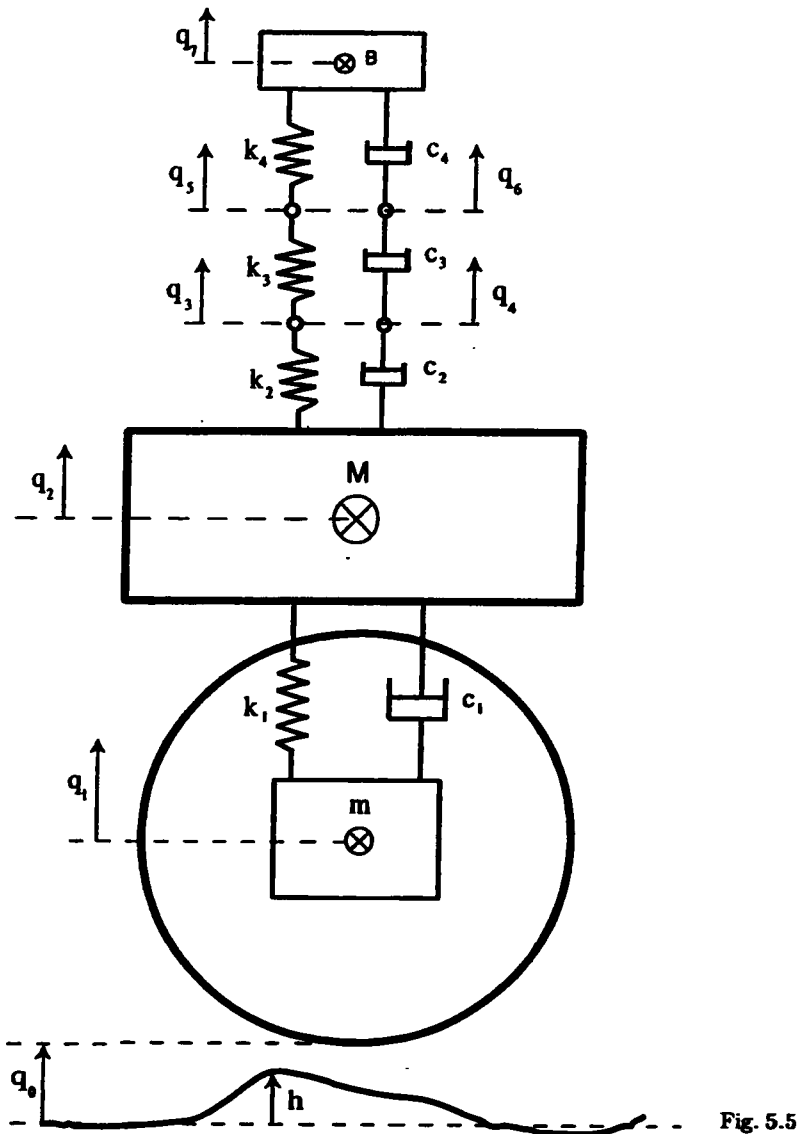 q₇ B
k₄ c₄
q₅ q₆
k₃ c₃
q₃ q₄
k₂ c₂
M
q₂
k₁ c₁
q₁ m
q₀ h
Fig. 5.5